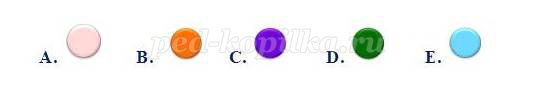 A. B. C. D. E.
ped-kopilka.ru